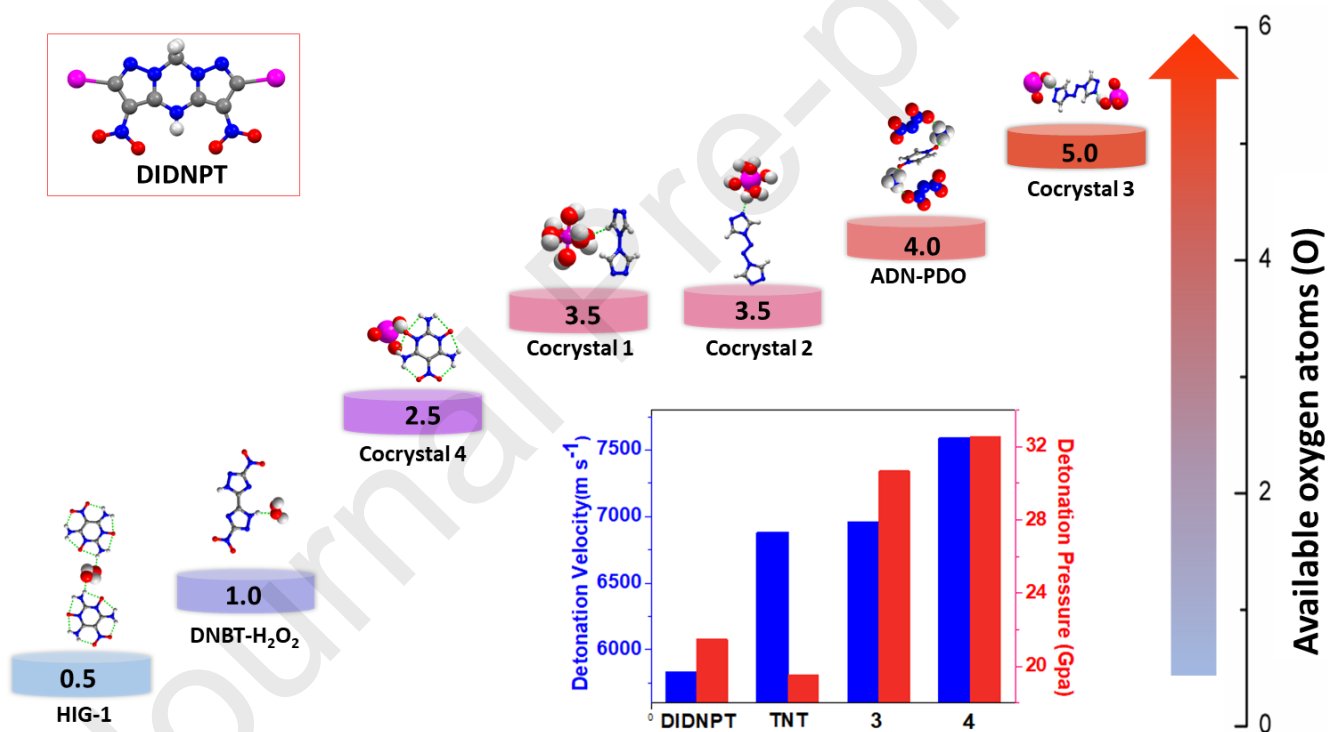 DIDNPT
5.0
Cocrystal 3
4.0
ADN-PDO
3.5
Cocrystal 1
3.5
Cocrystal 2
2.5
Cocrystal 4
1.0
DNBT-H₂O₂
0.5
HIG-1
Detonation Velocity(m s⁻¹)
7500
7000
6500
6000
0
DIDNPT
TNT
3
4
32
28
24
20
Detonation Pressure (Gpa)
6
4
2
0
Available oxygen atoms (O)
Journal Pre-p